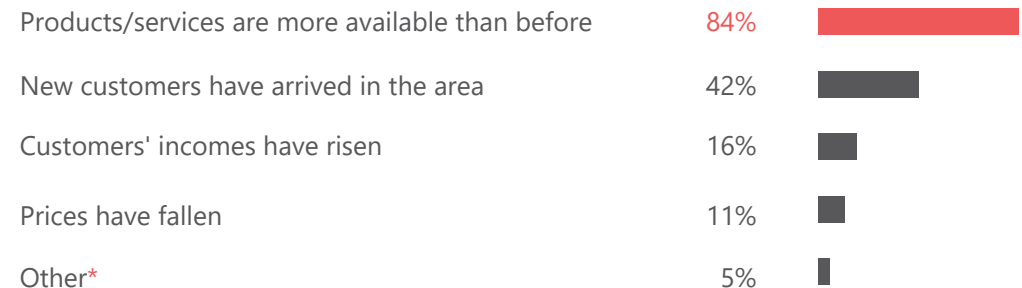 Products/services are more available than before 84%
New customers have arrived in the area 42%
Customers' incomes have risen 16%
Prices have fallen 11%
Other* 5%